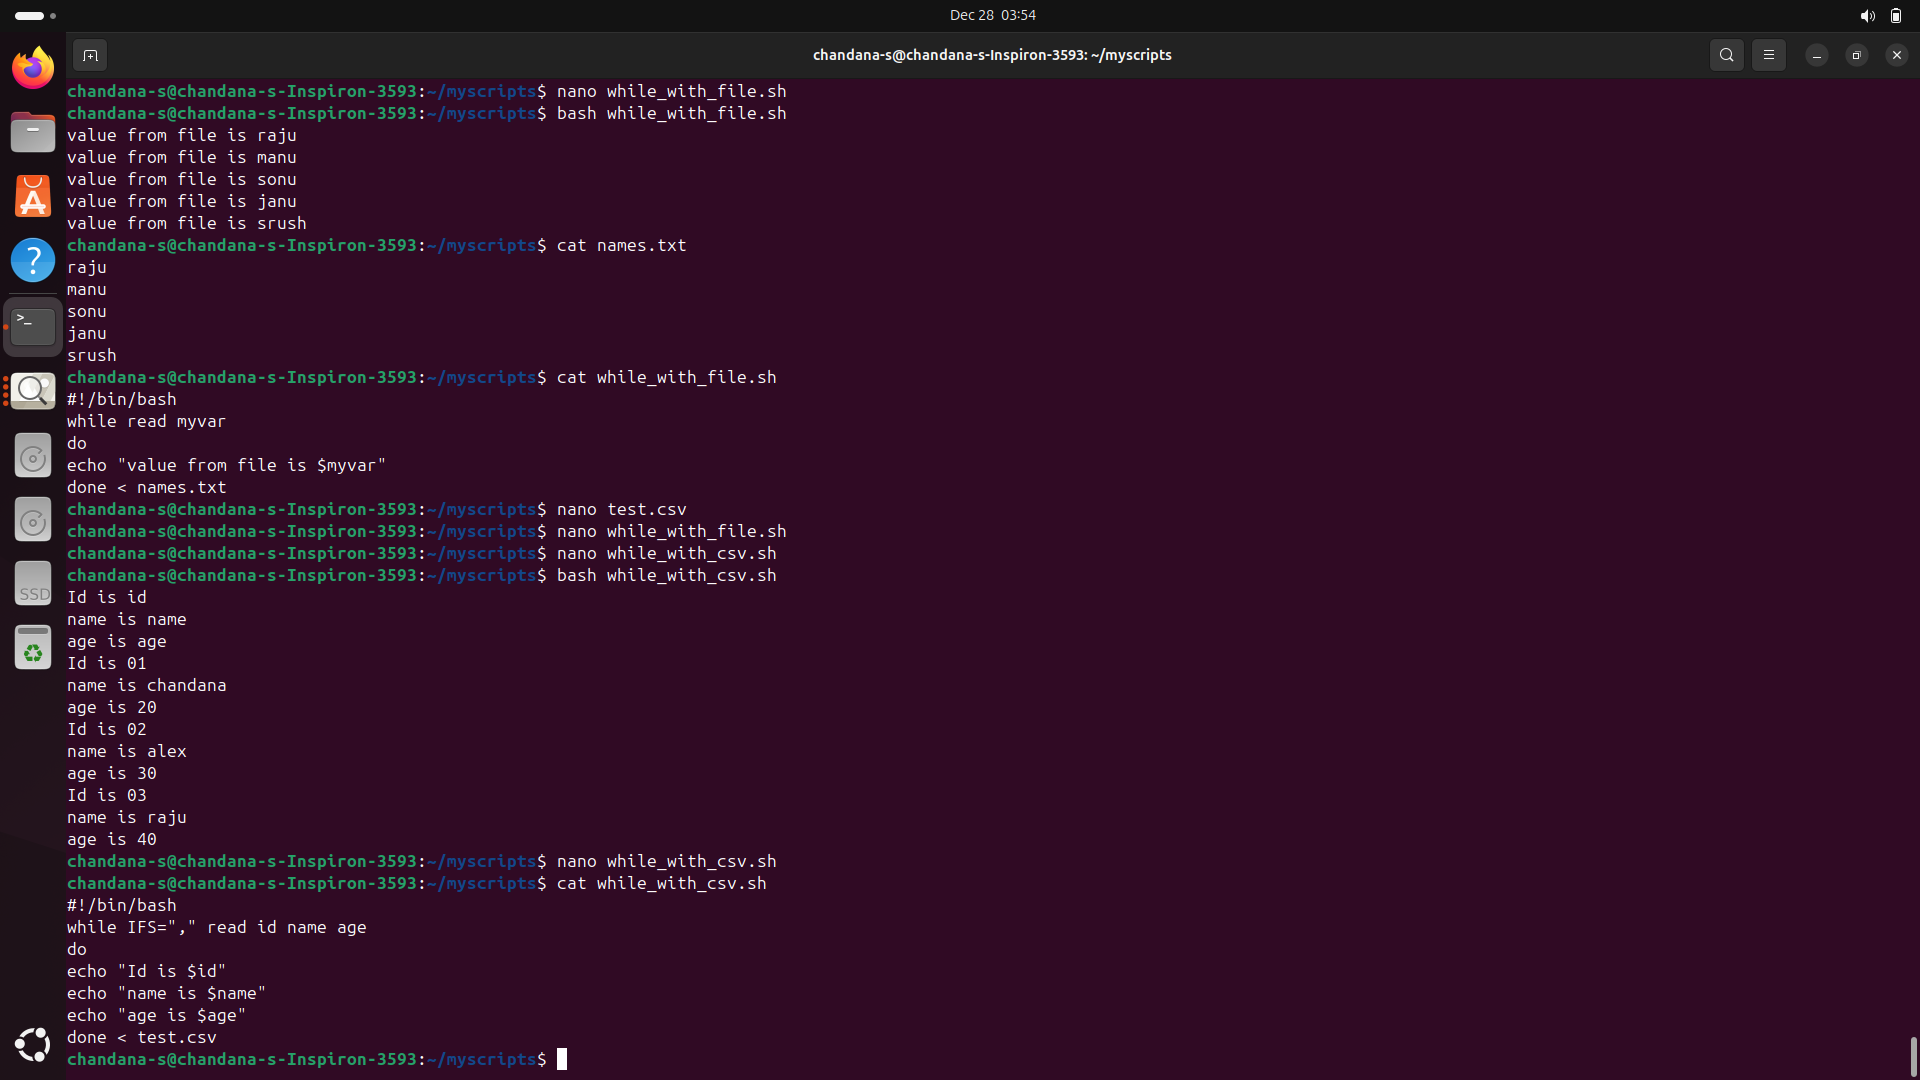 Dec 28 03:54
chandana-s@chandana-s-Inspiron-3593: ~/myscripts
chandana-s@chandana-s-Inspiron-3593:~/myscripts$ nano while_with_file.sh
chandana-s@chandana-s-Inspiron-3593:~/myscripts$ bash while_with_file.sh
value from file is raju
value from file is manu
value from file is sonu
value from file is janu
value from file is srush
chandana-s@chandana-s-Inspiron-3593:~/myscripts$ cat names.txt
raju
manu
sonu
janu
srush
chandana-s@chandana-s-Inspiron-3593:~/myscripts$ cat while_with_file.sh
#!/bin/bash
while read myvar
do
echo "value from file is $myvar"
done < names.txt
chandana-s@chandana-s-Inspiron-3593:~/myscripts$ nano test.csv
chandana-s@chandana-s-Inspiron-3593:~/myscripts$ nano while_with_file.sh
chandana-s@chandana-s-Inspiron-3593:~/myscripts$ nano while_with_csv.sh
chandana-s@chandana-s-Inspiron-3593:~/myscripts$ bash while_with_csv.sh
Id is id
name is name
age is age
Id is 01
name is chandana
age is 20
Id is 02
name is alex
age is 30
Id is 03
name is raju
age is 40
chandana-s@chandana-s-Inspiron-3593:~/myscripts$ nano while_with_csv.sh
chandana-s@chandana-s-Inspiron-3593:~/myscripts$ cat while_with_csv.sh
#!/bin/bash
while IFS="," read id name age
do
echo "Id is $id"
echo "name is $name"
echo "age is $age"
done < test.csv
chandana-s@chandana-s-Inspiron-3593:~/myscripts$
SSD